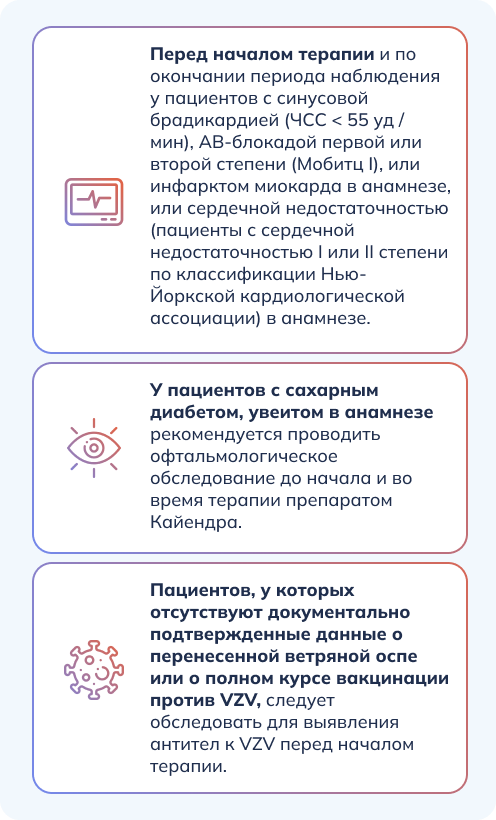 Перед началом терапии и по
окончании периода наблюдения
у пациентов с синусовой
брадикардией (ЧСС < 55 уд /
мин), АВ-блокадой первой или
второй степени (Мобитц I), или
инфарктом миокарда в анамнезе,
или сердечной недостаточностью
(пациенты с сердечной
недостаточностью I или II степени
по классификации Нью-
Йоркской кардиологической
ассоциации) в анамнезе.
У пациентов с сахарным
диабетом, увеитом в анамнезе
рекомендуется проводить
офтальмологическое
обследование до начала и во
время терапии препаратом
Кайендра.
Пациентов, у которых
отсутствуют документально
подтвержденные данные о
перенесенной ветряной оспе
или о полном курсе вакцинации
против VZV, следует
обследовать для выявления
антител к VZV перед началом
терапии.